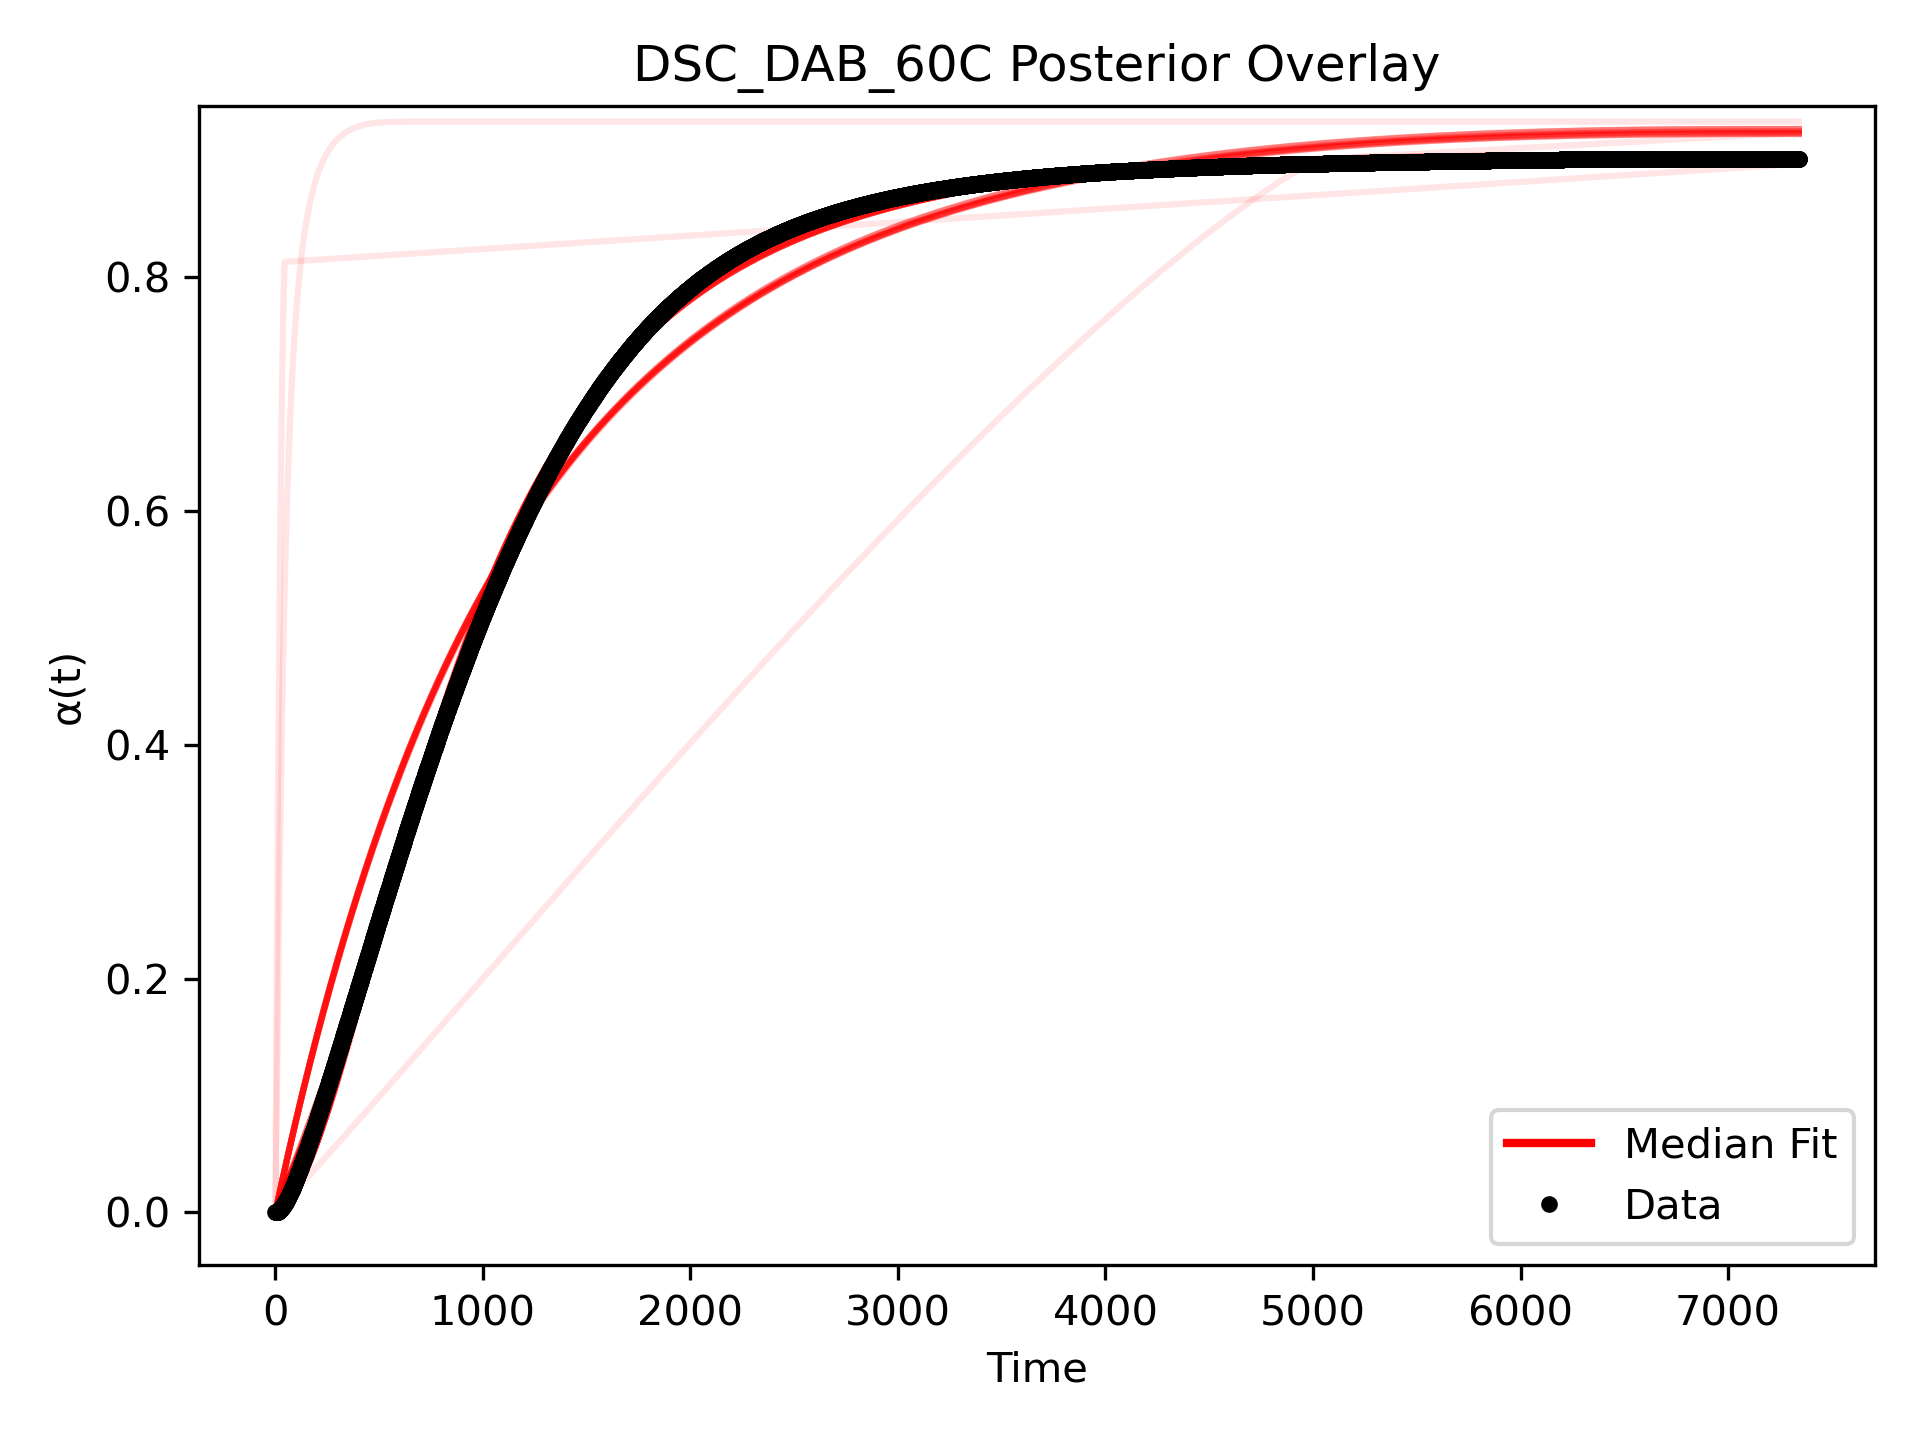 DSC_DAB_60C Posterior Overlay
α(t)
0.8
0.6
0.4
0.2
0.0
0 1000 2000 3000 4000 5000 6000 7000
Time
Median Fit
Data